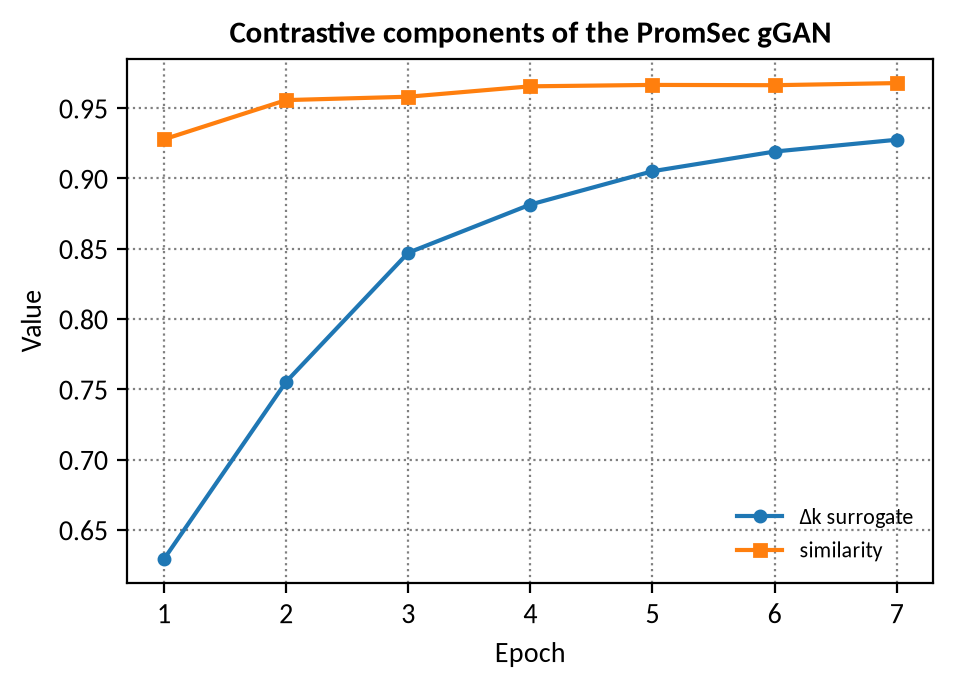 Contrastive components of the PromSec gGAN
Value
0.95
0.90
0.85
0.80
0.75
0.70
0.65
Δk surrogate
similarity
1 2 3 4 5 6 7
Epoch